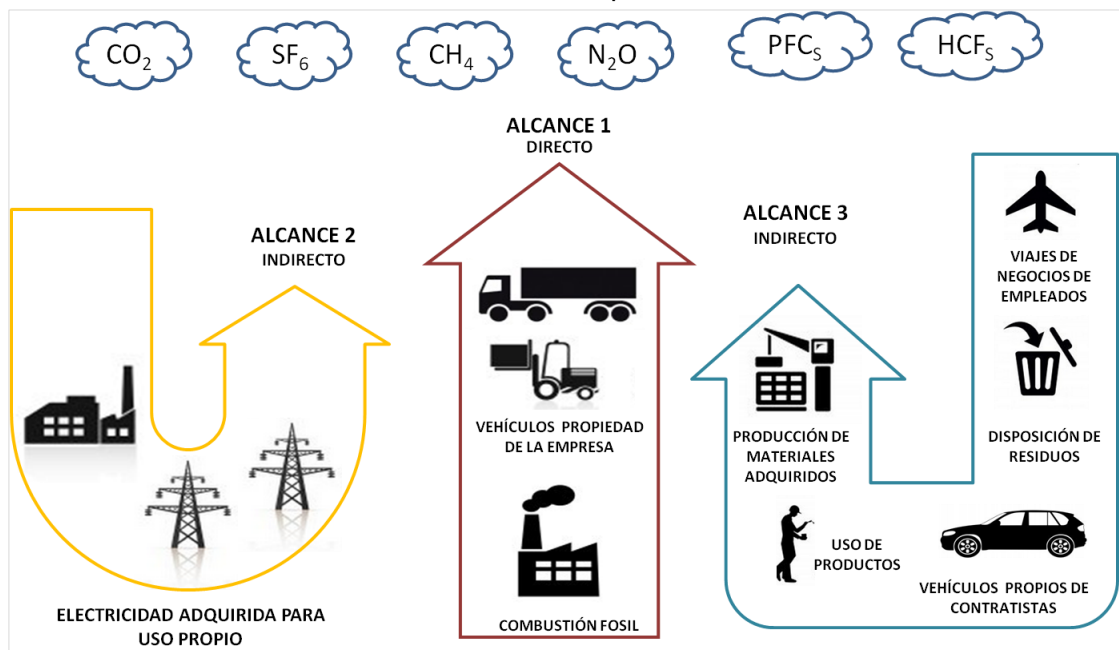 CO₂
SF₆
CH₄
N₂O
PFCₛ
HCFₛ
ALCANCE 1
DIRECTO
ALCANCE 2
INDIRECTO
ALCANCE 3
INDIRECTO
VIAJES DE
NEGOCIOS DE
EMPLEADOS
VEHÍCULOS PROPIEDAD
DE LA EMPRESA
PRODUCCIÓN DE
MATERIALES
ADQUIRIDOS
DISPOSICIÓN DE
RESIDUOS
USO DE
PRODUCTOS
VEHÍCULOS PROPIOS DE
CONTRATISTAS
ELECTRICIDAD ADQUIRIDA PARA
USO PROPIO
COMBUSTIÓN FOSIL